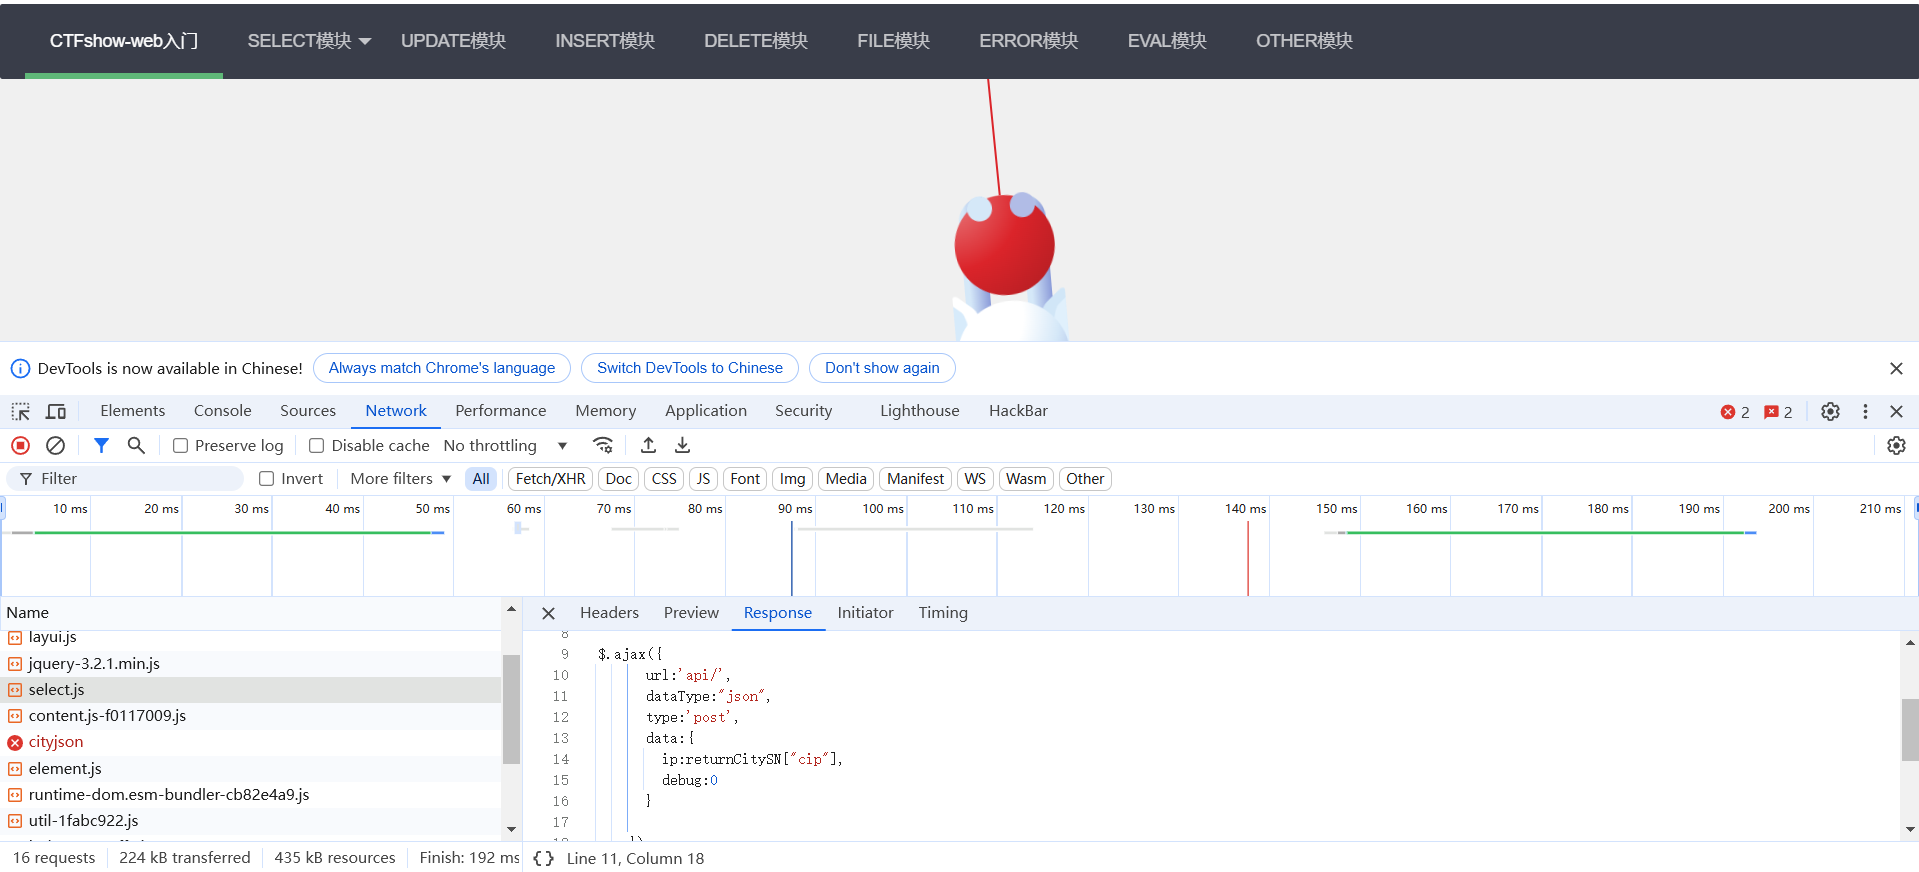 CTFshow-web入门 SELECT模块 UPDATE模块 INSERT模块 DELETE模块 FILE模块 ERROR模块 EVAL模块 OTHER模块
DevTools is now available in Chinese! Always match Chrome's language Switch DevTools to Chinese Don't show again
Elements Console Sources Network Performance Memory Application Security Lighthouse HackBar 2 2
Preserve log Disable cache No throttling
Filter Invert More filters All Fetch/XHR Doc CSS JS Font Img Media Manifest WS Wasm Other
10 ms 20 ms 30 ms 40 ms 50 ms 60 ms 70 ms 80 ms 90 ms 100 ms 110 ms 120 ms 130 ms 140 ms 150 ms 160 ms 170 ms 180 ms 190 ms 200 ms 210 ms
Name
layui.js
jquery-3.2.1.min.js
select.js
content.js-f0117009.js
cityjson
element.js
runtime-dom.esm-bundler-cb82e4a9.js
util-1fabc922.js
16 requests 224 kB transferred 435 kB resources Finish: 192 ms
Headers Preview Response Initiator Timing
8
9 $.ajax({
10 url:'api/',
11 dataType:"json",
12 type:'post',
13 data:{
14 ip:returnCitySN["cip"],
15 debug:0
16 }
17
{} Line 11, Column 18